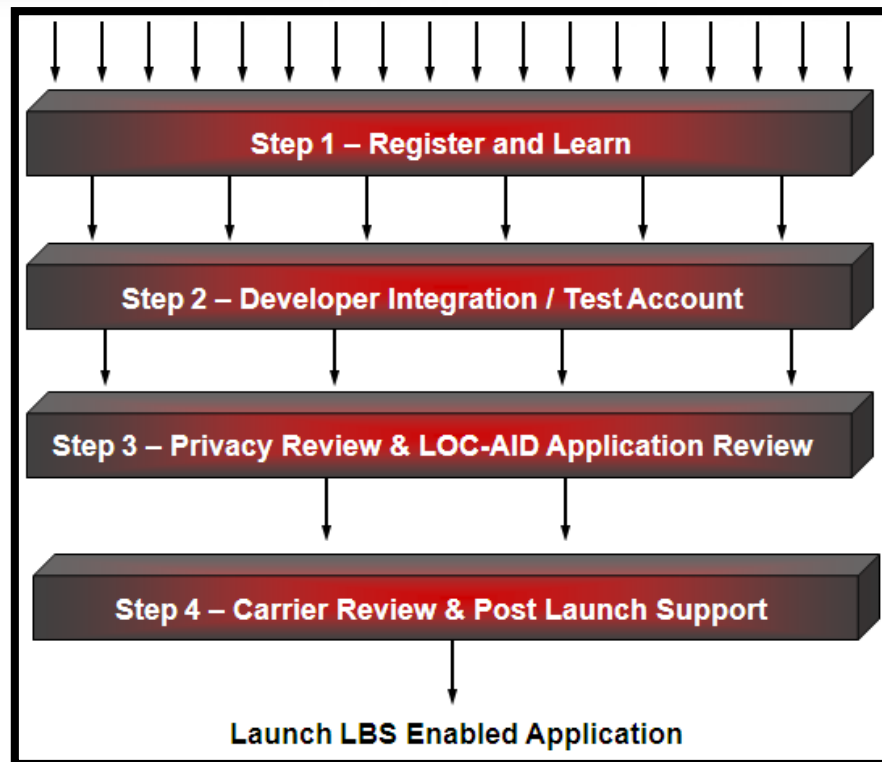 Step 1 – Register and Learn
Step 2 – Developer Integration / Test Account
Step 3 – Privacy Review & LOC-AID Application Review
Step 4 – Carrier Review & Post Launch Support
Launch LBS Enabled Application